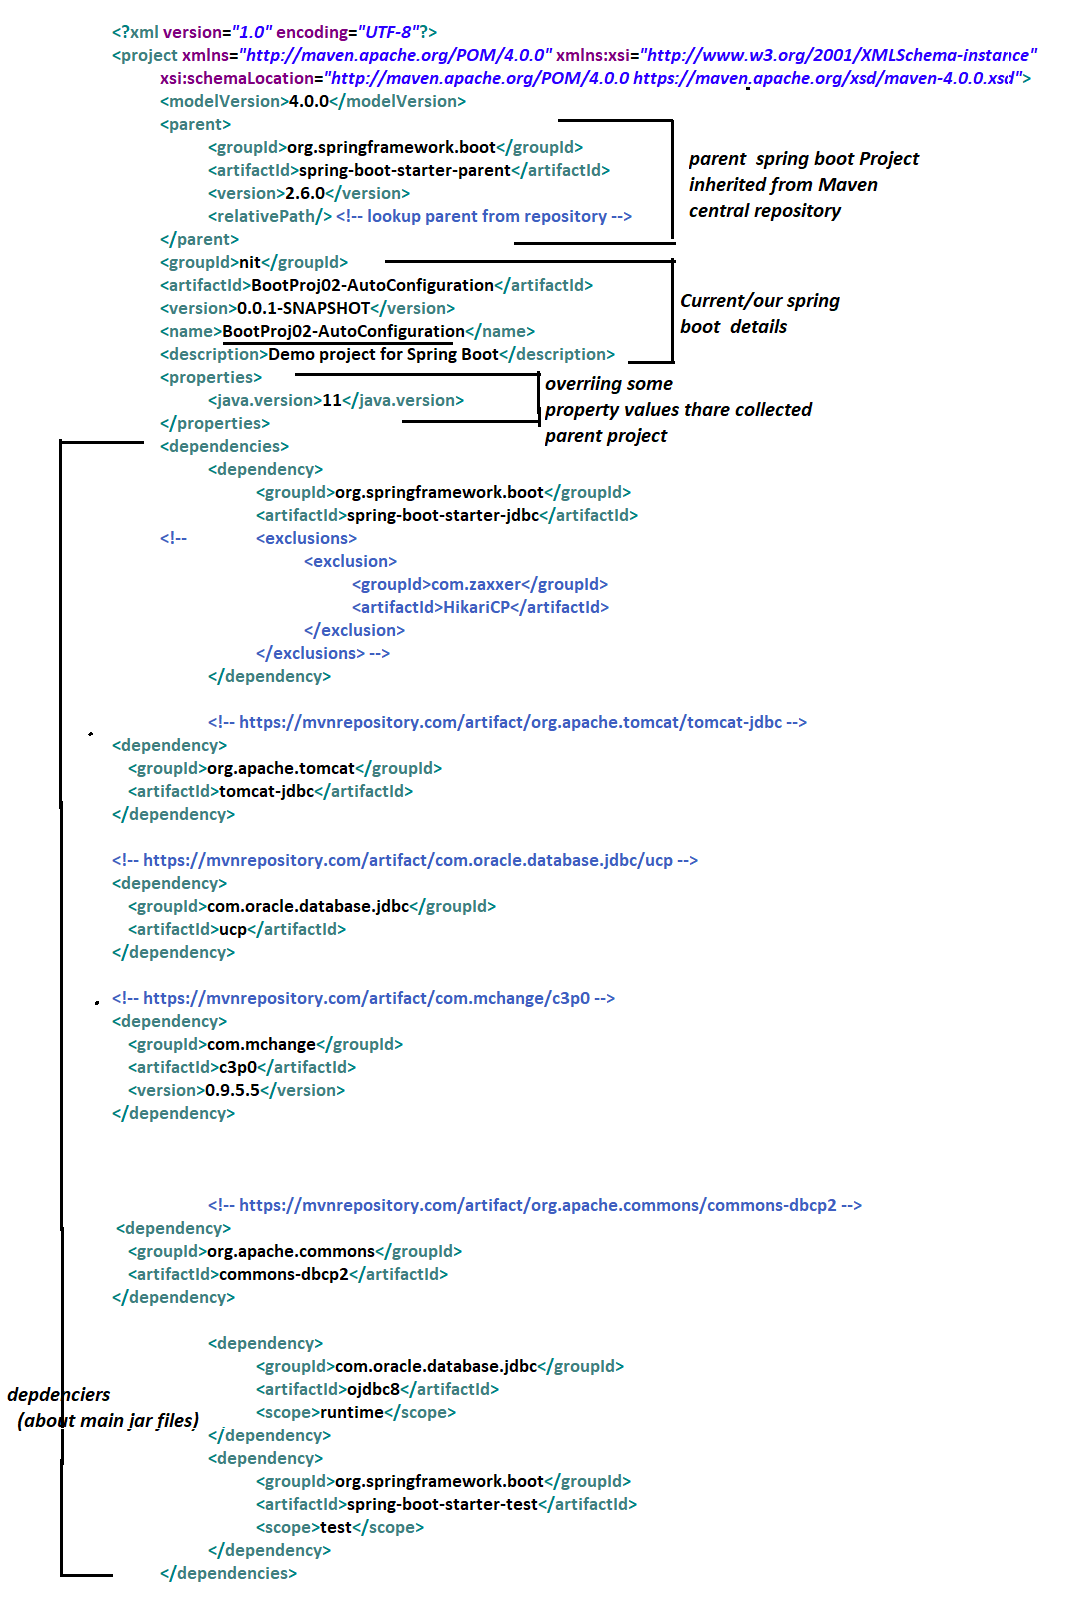 <?xml version="1.0" encoding="UTF-8"?>
<project xmlns="http://maven.apache.org/POM/4.0.0" xmlns:xsi="http://www.w3.org/2001/XMLSchema-instance"
xsi:schemaLocation="http://maven.apache.org/POM/4.0.0 https://maven.apache.org/xsd/maven-4.0.0.xsd">
<modelVersion>4.0.0</modelVersion>
<parent>
<groupId>org.springframework.boot</groupId>
<artifactId>spring-boot-starter-parent</artifactId>
<version>2.6.0</version>
<relativePath/> <!-- lookup parent from repository -->
</parent>
parent spring boot Project
inherited from Maven
central repository
<groupId>nit</groupId>
<artifactId>BootProj02-AutoConfiguration</artifactId>
<version>0.0.1-SNAPSHOT</version>
<name>BootProj02-AutoConfiguration</name>
<description>Demo project for Spring Boot</description>
Current/our spring
boot details
<properties>
<java.version>11</java.version>
</properties>
overriing some
property values thare collected
parent project
<dependencies>
<dependency>
<groupId>org.springframework.boot</groupId>
<artifactId>spring-boot-starter-jdbc</artifactId>
<!-- <exclusions>
<exclusion>
<groupId>com.zaxxer</groupId>
<artifactId>HikariCP</artifactId>
</exclusion>
</exclusions> -->
</dependency>
<!-- https://mvnrepository.com/artifact/org.apache.tomcat/tomcat-jdbc -->
<dependency>
<groupId>org.apache.tomcat</groupId>
<artifactId>tomcat-jdbc</artifactId>
</dependency>
<!-- https://mvnrepository.com/artifact/com.oracle.database.jdbc/ucp -->
<dependency>
<groupId>com.oracle.database.jdbc</groupId>
<artifactId>ucp</artifactId>
</dependency>
<!-- https://mvnrepository.com/artifact/com.mchange/c3p0 -->
<dependency>
<groupId>com.mchange</groupId>
<artifactId>c3p0</artifactId>
<version>0.9.5.5</version>
</dependency>
<!-- https://mvnrepository.com/artifact/org.apache.commons/commons-dbcp2 -->
<dependency>
<groupId>org.apache.commons</groupId>
<artifactId>commons-dbcp2</artifactId>
</dependency>
<dependency>
<groupId>com.oracle.database.jdbc</groupId>
<artifactId>ojdbc8</artifactId>
<scope>runtime</scope>
</dependency>
depdenciers
(about main jar files)
<dependency>
<groupId>org.springframework.boot</groupId>
<artifactId>spring-boot-starter-test</artifactId>
<scope>test</scope>
</dependency>
</dependencies>